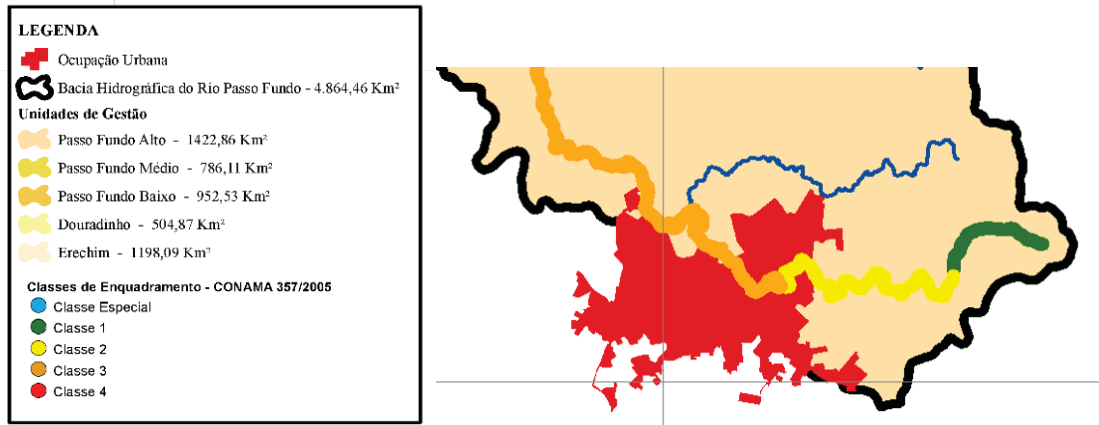 LEGENDA
Ocupação Urbana
Bacia Hidrográfica do Rio Passo Fundo - 4.864,46 Km²
Unidades de Gestão
Passo Fundo Alto - 1422,86 Km²
Passo Fundo Médio - 786,11 Km²
Passo Fundo Baixo - 952,53 Km²
Douradinho - 504,87 Km²
Erechim - 1198,09 Km²
Classes de Enquadramento - CONAMA 357/2005
Classe Especial
Classe 1
Classe 2
Classe 3
Classe 4